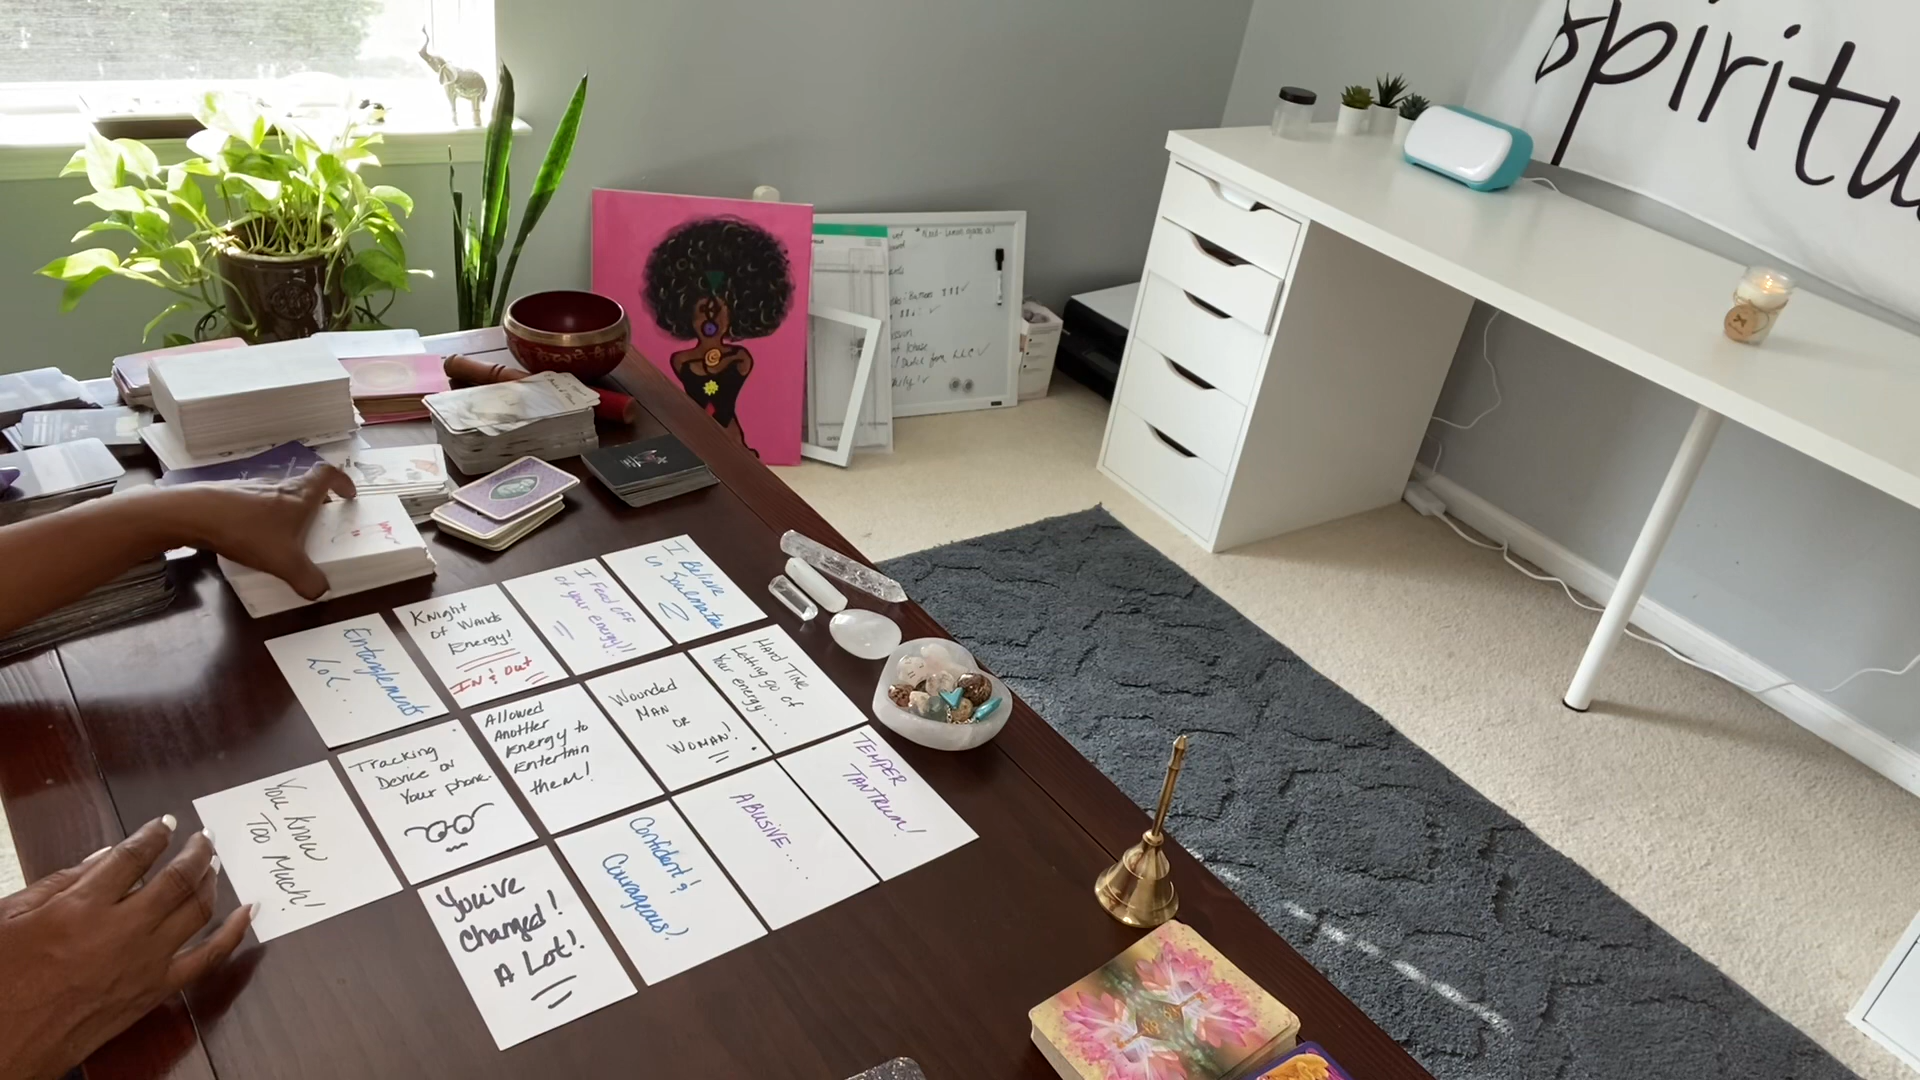 spiritu
Entanglements
LoL...
Knight
of Wands
Energy!
IN & Out
I Feed off
of your energy!!!
I Believe
in Soulmates
You Know
Too Much!
Tracking
Device on
Your phone.
Allowed
Another
Energy to
Entertain
them!
Wounded
Man or
Woman!
Hard Time
Letting go of
Your energy...
You've
Changed!
A Lot!
Confident &
Courageous!
ABUSIVE...
TEMPER
TANTRUM!